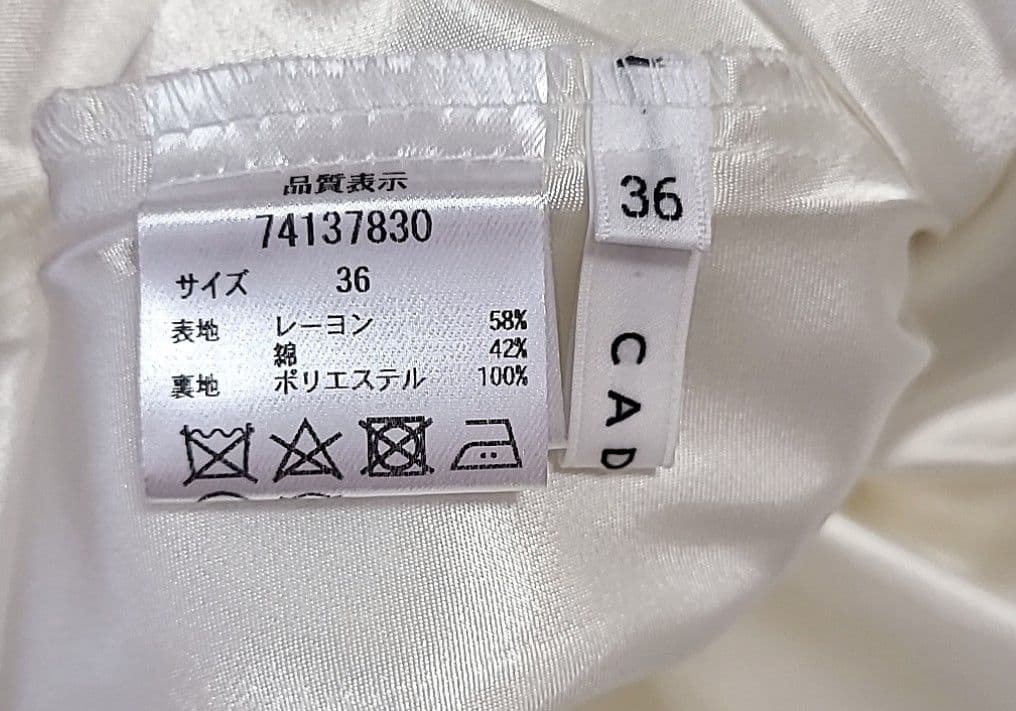 品質表示
74137830
サイズ 36
表地 レーヨン 58%
綿 42%
裏地 ポリエステル 100%
36
CAD